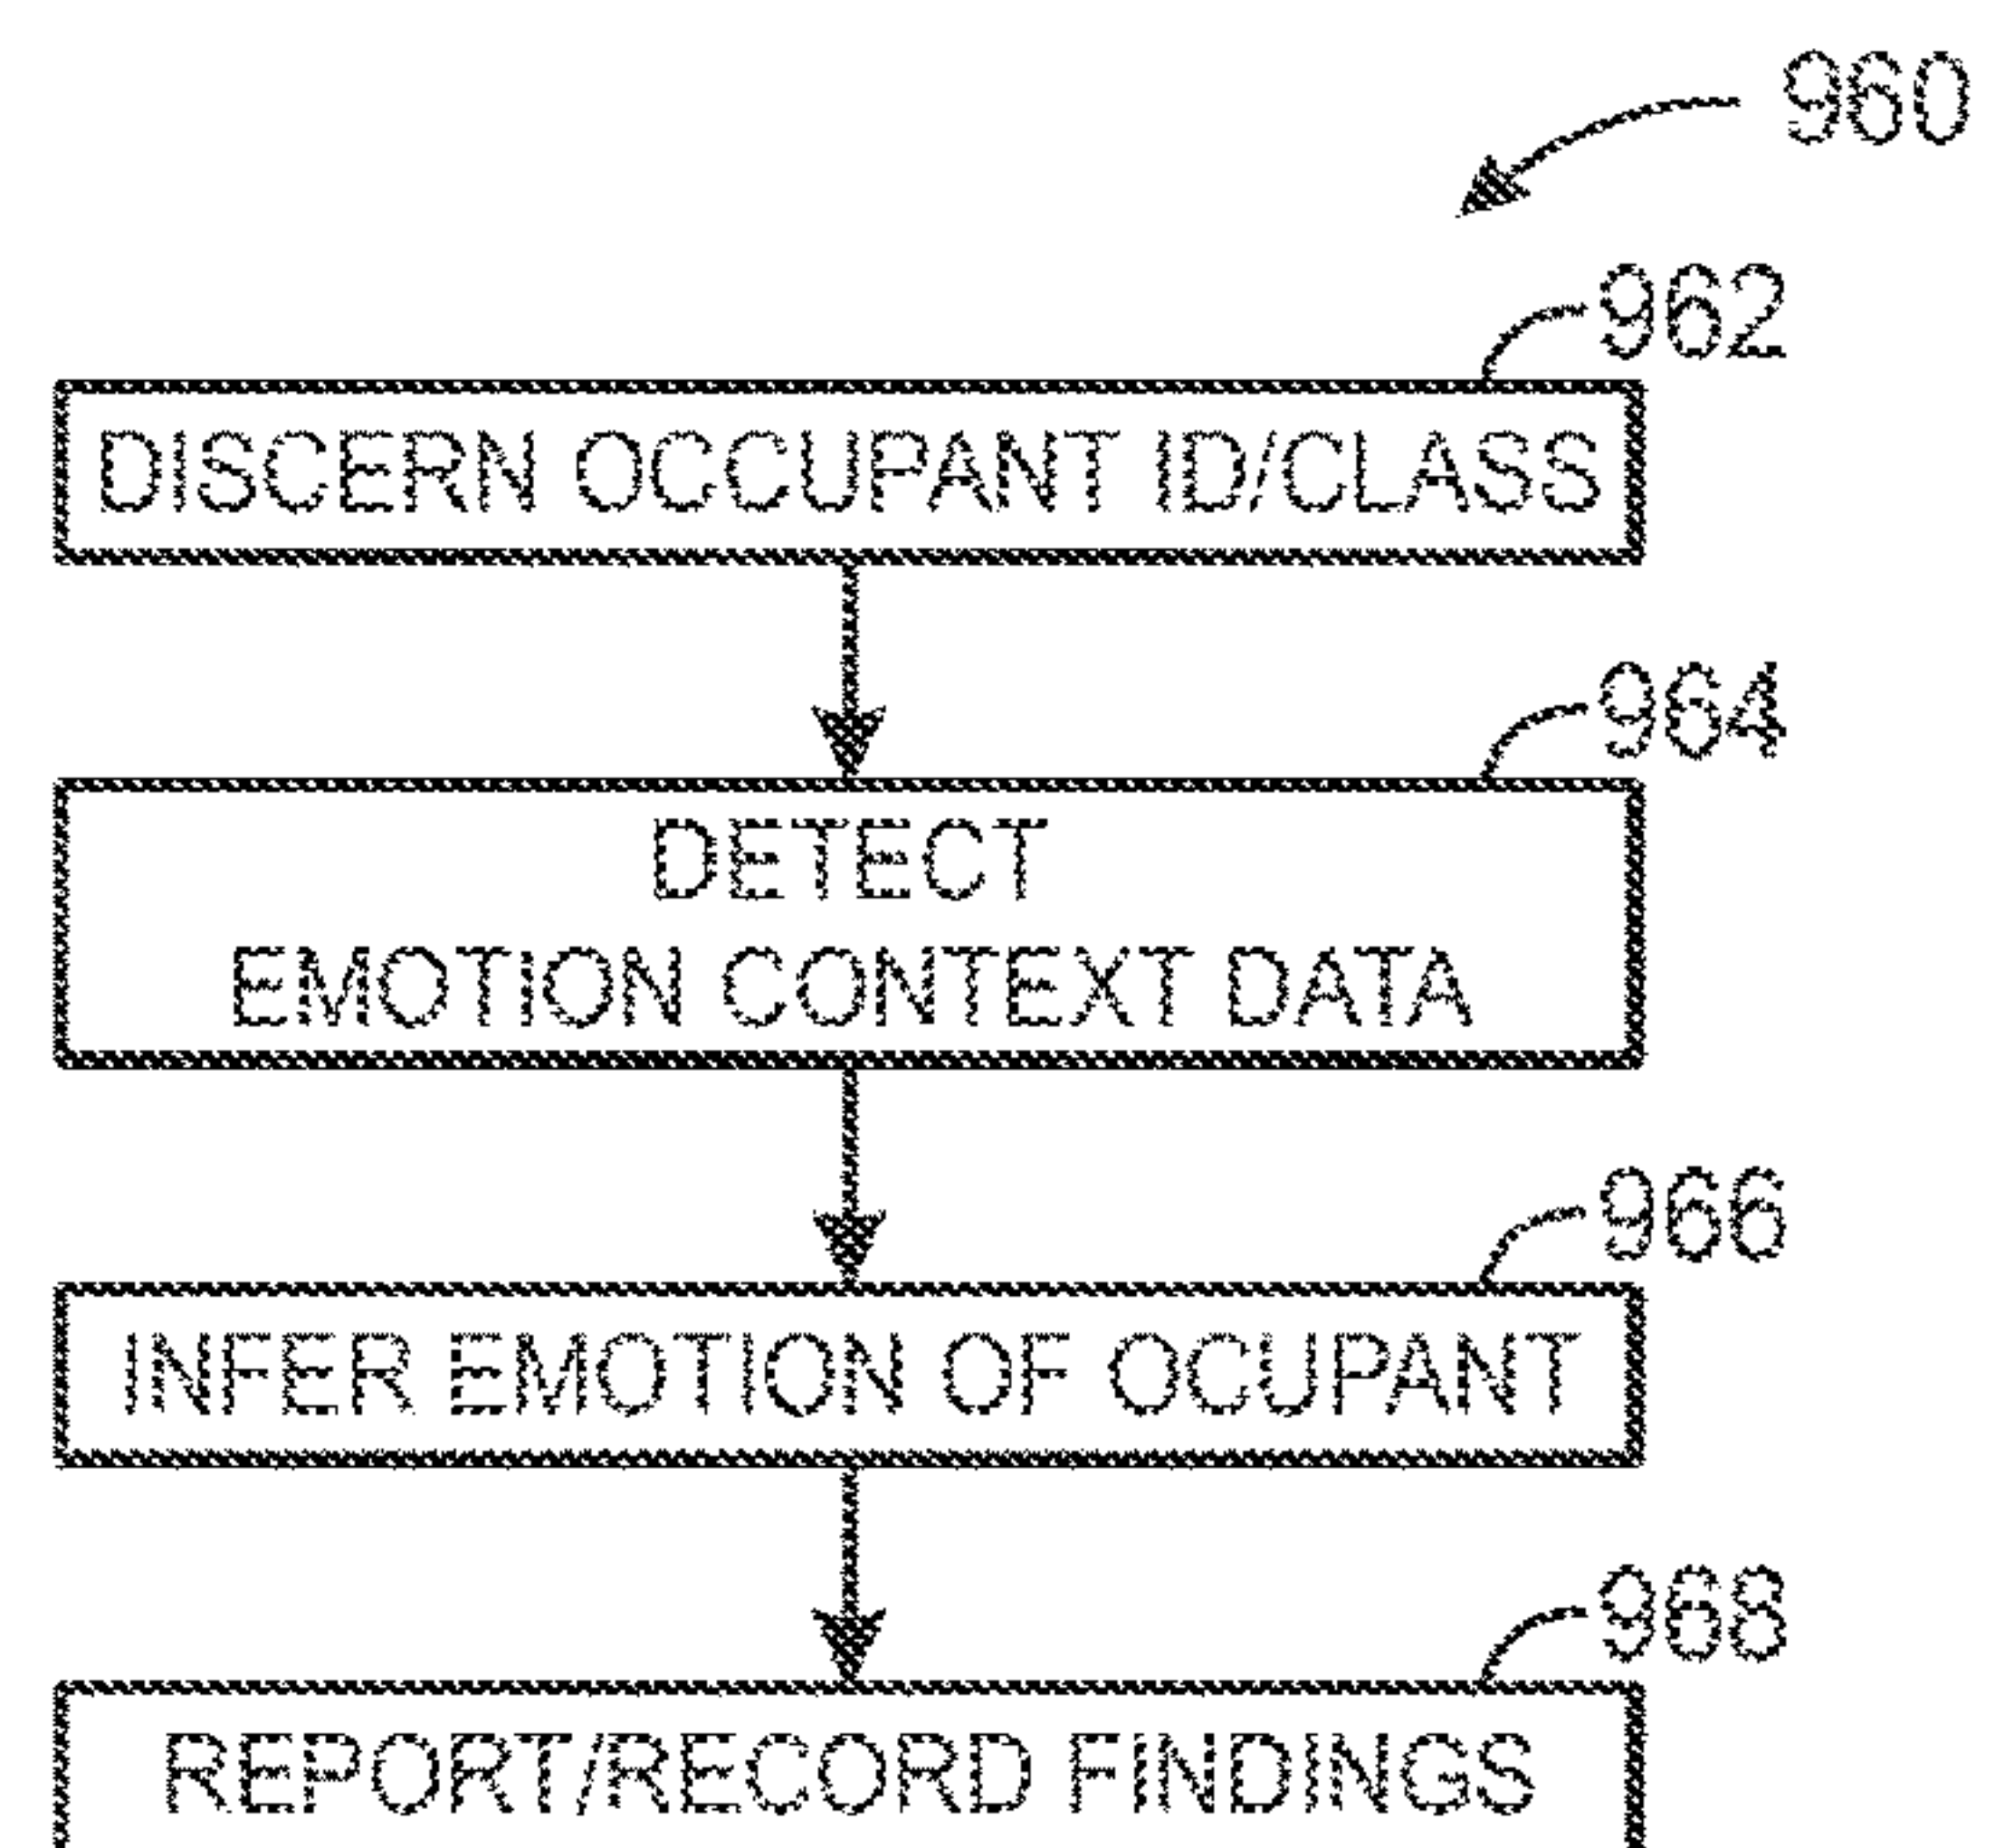 960
962
DISCERN OCCUPANT ID/CLASS
964
DETECT
EMOTION CONTEXT DATA
966
INFER EMOTION OF OCUPANT
968
REPORT/RECORD FINDINGS